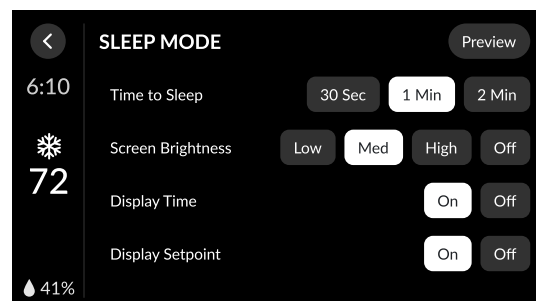 SLEEP MODE
Preview
6:10
Time to Sleep
30 Sec
1 Min
2 Min
72
Screen Brightness
Low
Med
High
Off
Display Time
On
Off
Display Setpoint
On
Off
41%